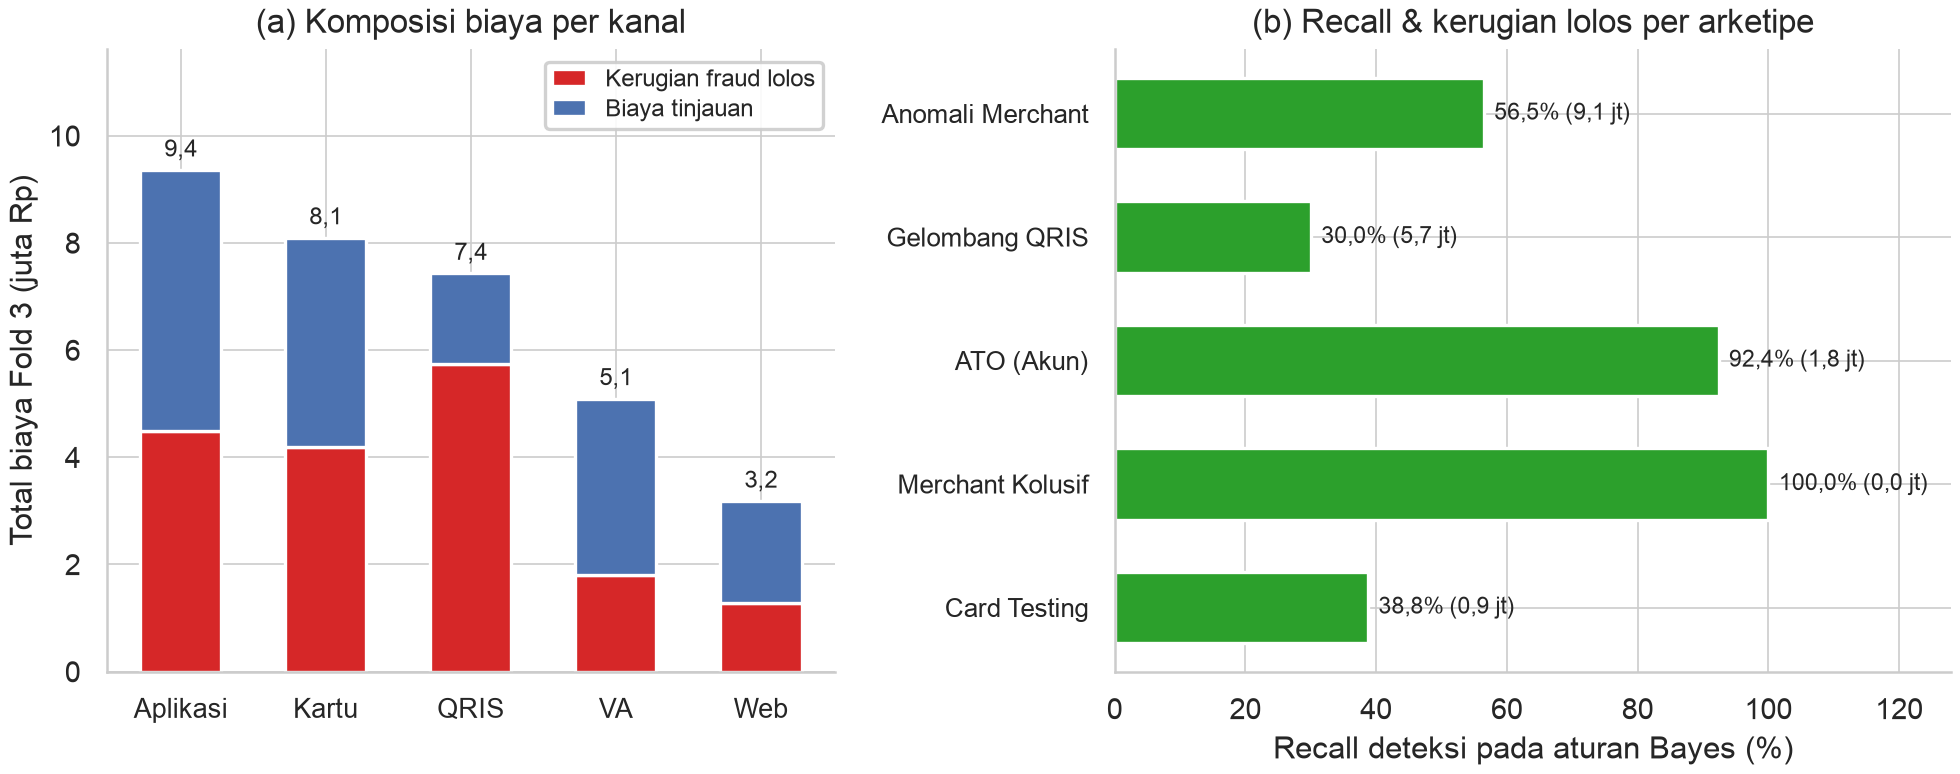 (a) Komposisi biaya per kanal
Kerugian fraud lolos
Biaya tinjauan
Total biaya Fold 3 (juta Rp)
10
8
6
4
2
0
9,4
8,1
7,4
5,1
3,2
Aplikasi
Kartu
QRIS
VA
Web
(b) Recall & kerugian lolos per arketipe
Anomali Merchant
56,5% (9,1 jt)
Gelombang QRIS
30,0% (5,7 jt)
ATO (Akun)
92,4% (1,8 jt)
Merchant Kolusif
100,0% (0,0 jt)
Card Testing
38,8% (0,9 jt)
0
20
40
60
80
100
120
Recall deteksi pada aturan Bayes (%)